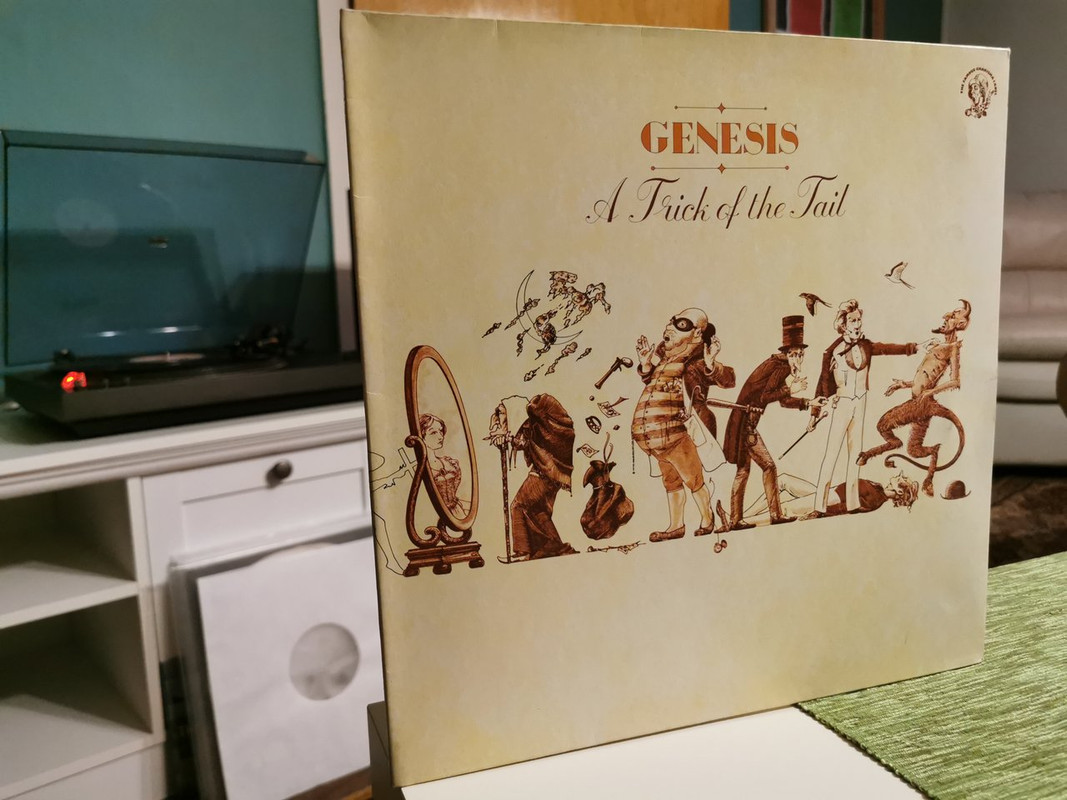 GENESIS
A Trick of the Tail